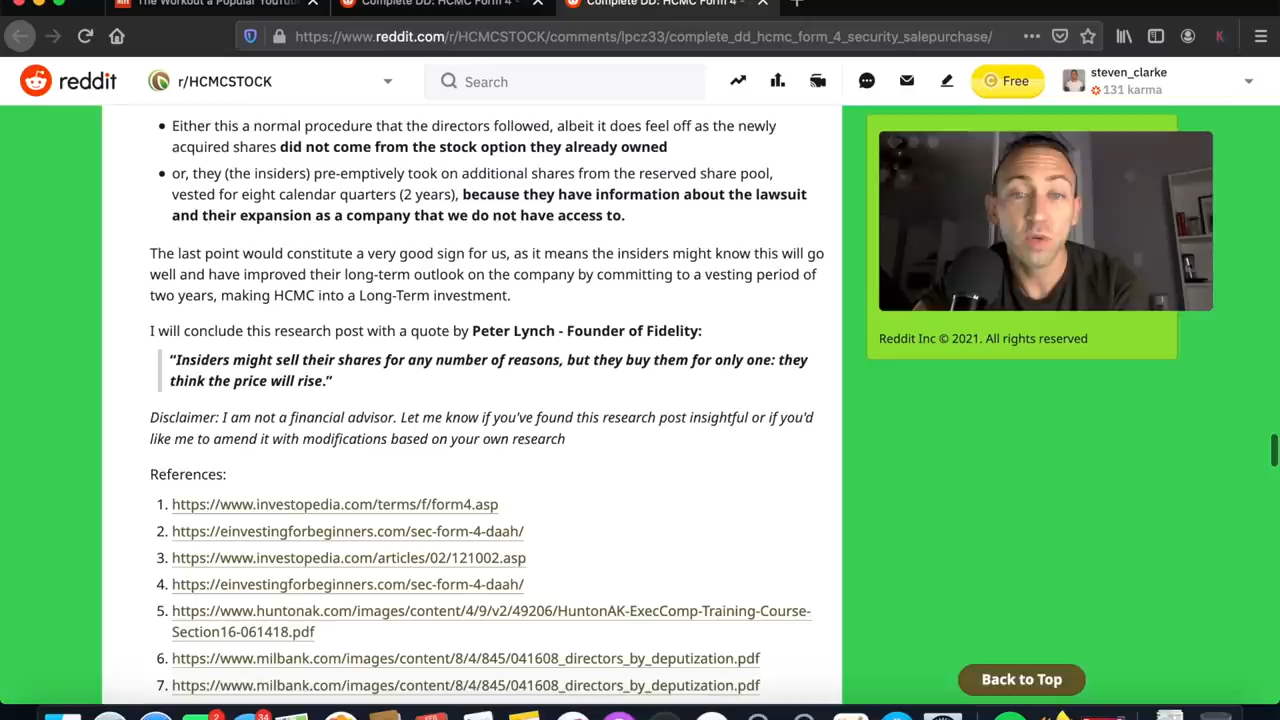 The Workout a Popular YouTub
Complete DD: HCMC Form 4 -
Complete DD: HCMC Form 4 -
https://www.reddit.com/r/HCMCSTOCK/comments/lpcz33/complete_dd_hcmc_form_4_security_salepurchase/
K
reddit
r/HCMCSTOCK
Search
Free
steven_clarke
131 karma
• Either this a normal procedure that the directors followed, albeit it does feel off as the newly
acquired shares did not come from the stock option they already owned
• or, they (the insiders) pre-emptively took on additional shares from the reserved share pool,
vested for eight calendar quarters (2 years), because they have information about the lawsuit
and their expansion as a company that we do not have access to.
The last point would constitute a very good sign for us, as it means the insiders might know this will go
well and have improved their long-term outlook on the company by committing to a vesting period of
two years, making HCMC into a Long-Term investment.
I will conclude this research post with a quote by Peter Lynch - Founder of Fidelity:
"Insiders might sell their shares for any number of reasons, but they buy them for only one: they
think the price will rise."
Disclaimer: I am not a financial advisor. Let me know if you've found this research post insightful or if you'd
like me to amend it with modifications based on your own research
References:
1. https://www.investopedia.com/terms/f/form4.asp
2. https://einvestingforbeginners.com/sec-form-4-daah/
3. https://www.investopedia.com/articles/02/121002.asp
4. https://einvestingforbeginners.com/sec-form-4-daah/
5. https://www.huntonak.com/images/content/4/9/v2/49206/HuntonAK-ExecComp-Training-Course-
Section16-061418.pdf
6. https://www.milbank.com/images/content/8/4/845/041608_directors_by_deputization.pdf
7. https://www.milbank.com/images/content/8/4/845/041608_directors_by_deputization.pdf
Reddit Inc © 2021. All rights reserved
Back to Top
2
34